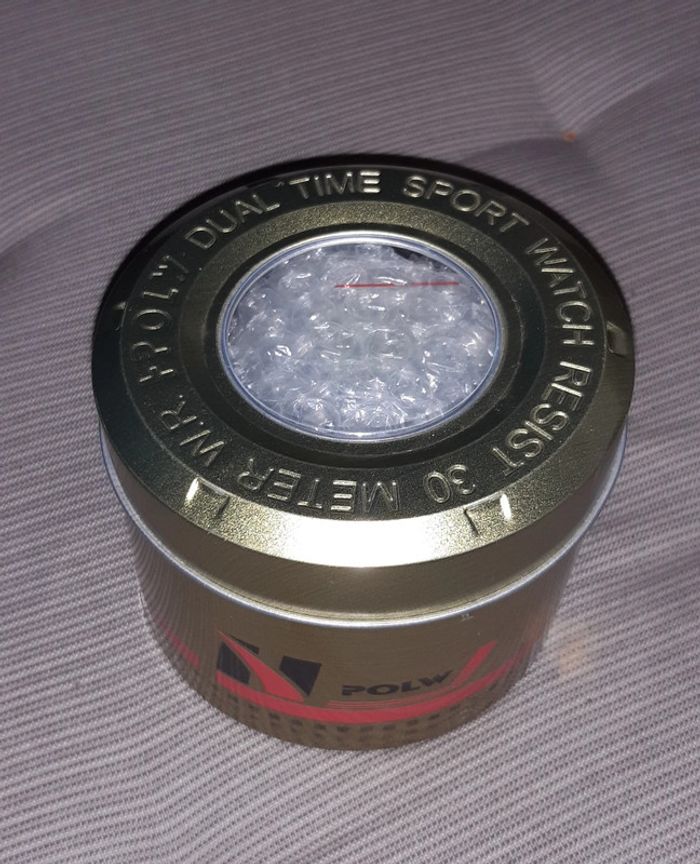 POLW DUAL TIME SPORT WATCH RESIST 30 METER W.R.
POLW